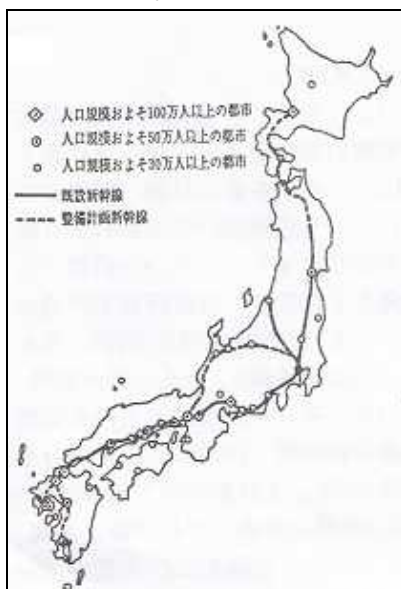 人口規模およそ100万人以上の都市
人口規模およそ50万人以上の都市
人口規模およそ30万人以上の都市
既設新幹線
整備計画新幹線